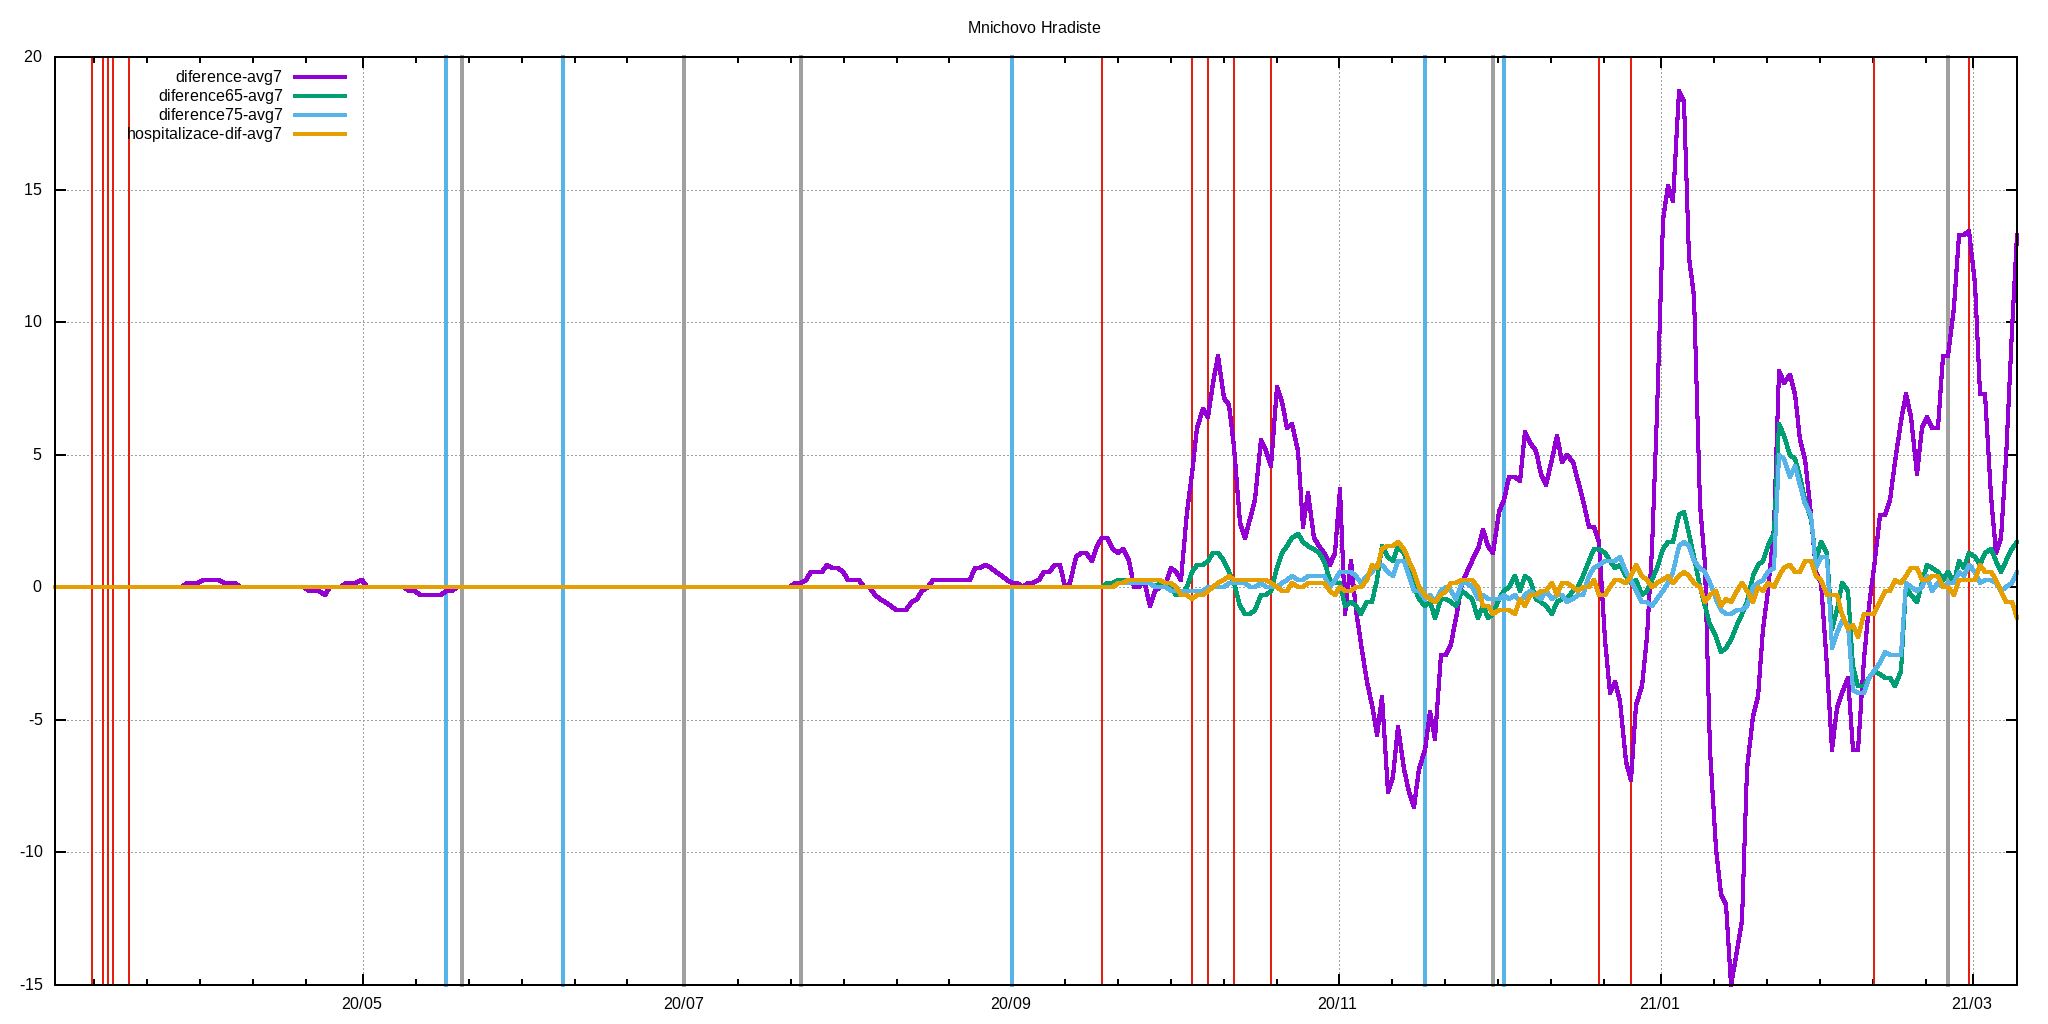 Mnichovo Hradiste
diference-avg7
diference65-avg7
diference75-avg7
hospitalizace-dif-avg7
20
15
10
5
0
-5
-10
-15
20/05 20/07 20/09 20/11 21/01 21/03